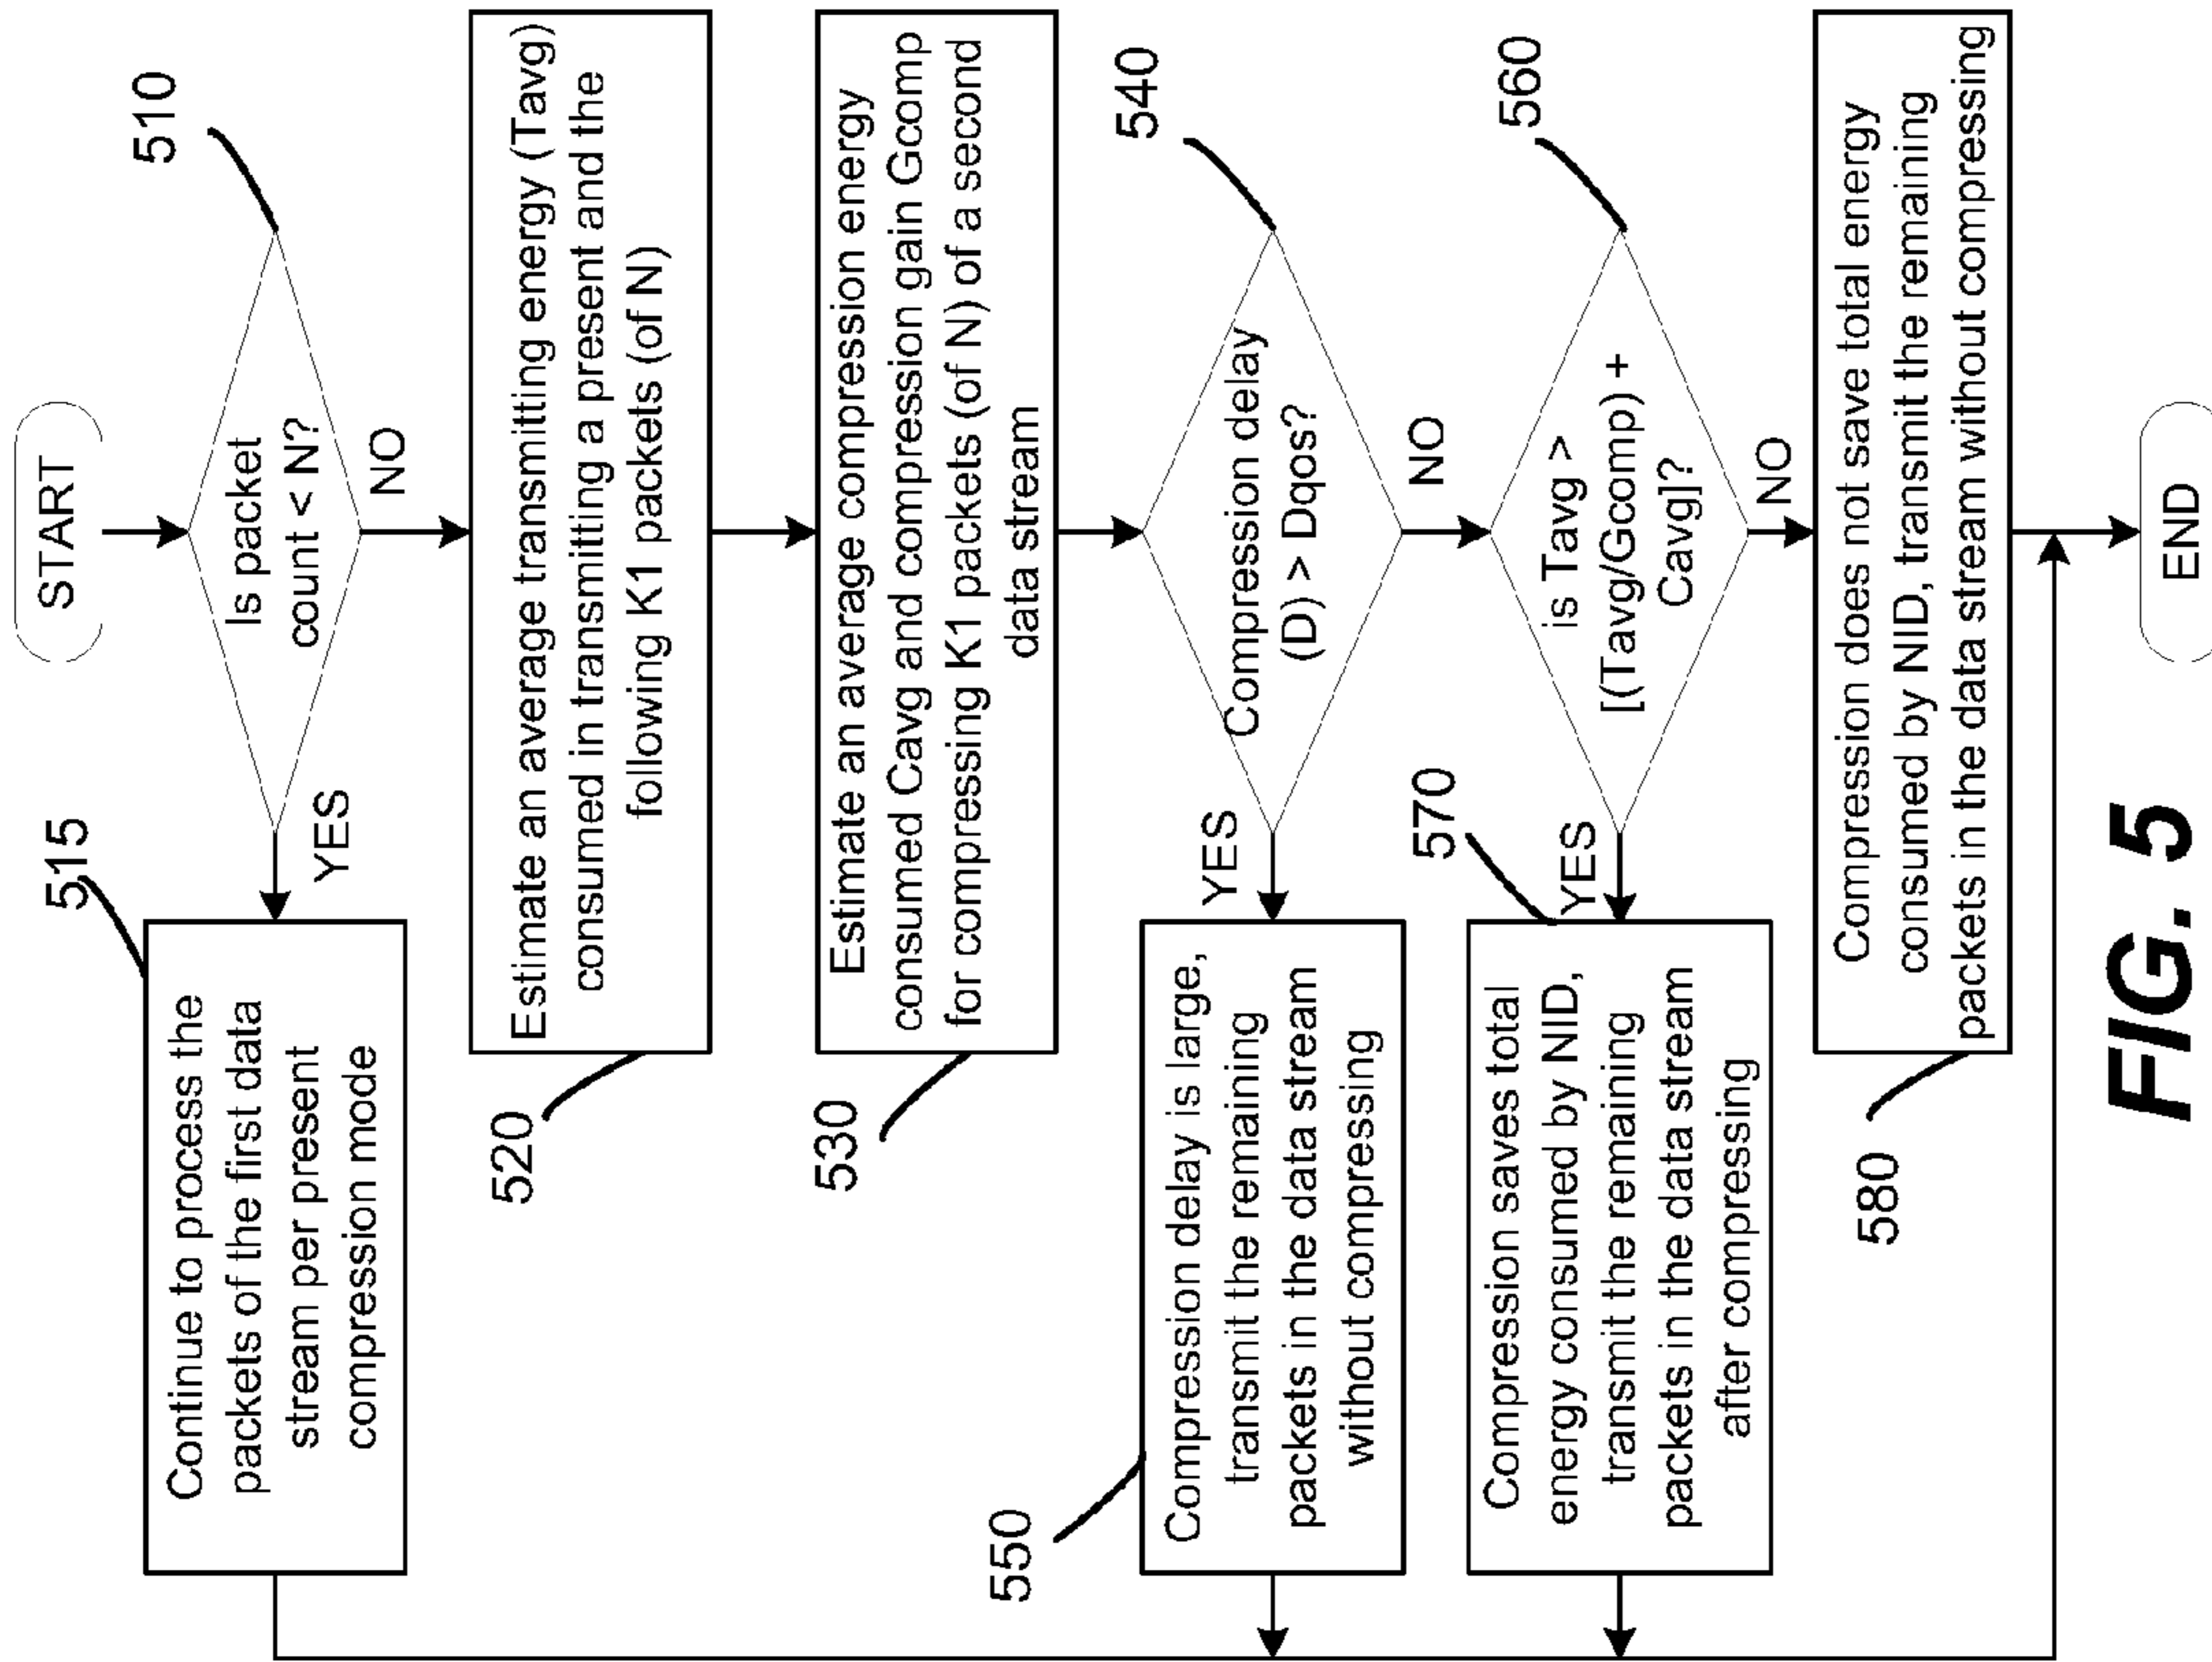 START
510
Is packet
count < N?
515
YES
NO
Continue to process the
packets of the first data
stream per present
compression mode
Estimate an average transmitting energy (Tavg)
consumed in transmitting a present and the
following K1 packets (of N)
520
Estimate an average compression energy
consumed Cavg and compression gain Gcomp
for compressing K1 packets (of N) of a second
data stream
530
540
Compression delay
(D) > Dqos?
YES
NO
Compression delay is large,
transmit the remaining
packets in the data stream
without compressing
550
560
is Tavg >
[(Tavg/Gcomp) +
Cavg]?
570
YES
NO
Compression saves total
energy consumed by NID,
transmit the remaining
packets in the data stream
after compressing
Compression does not save total energy
consumed by NID, transmit the remaining
packets in the data stream without compressing
580
END
FIG. 5